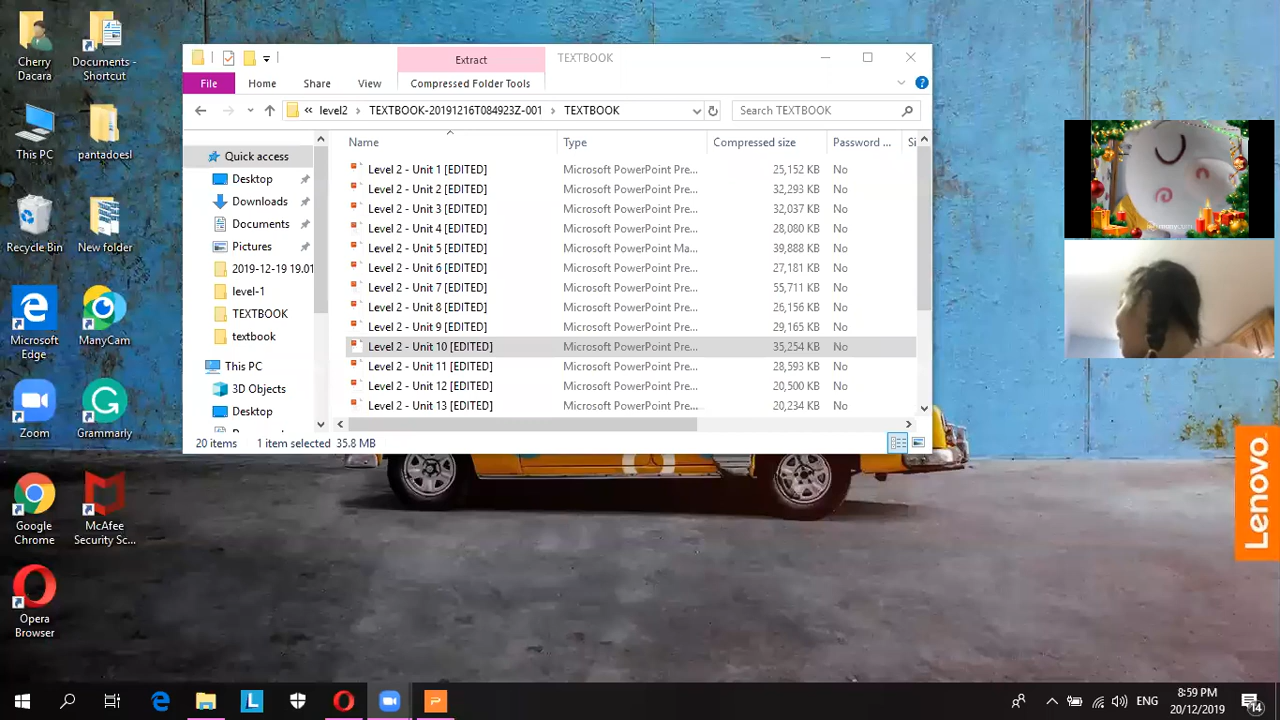 Cherry
Dacara
Documents -
Shortcut
This PC
pantadoesl
Recycle Bin
New folder
Microsoft
Edge
ManyCam
Zoom
Grammarly
Google
Chrome
McAfee
Security Sc...
Opera
Browser
Extract
TEXTBOOK
File
Home
Share
View
Compressed Folder Tools
« level2 > TEXTBOOK-20191216T084923Z-001 > TEXTBOOK
Search TEXTBOOK
Quick access
Desktop
Downloads
Documents
Pictures
2019-12-19 19.01
level-1
TEXTBOOK
textbook
This PC
3D Objects
Desktop
Name Type Compressed size Password ... Si
Level 2 - Unit 1 [EDITED] Microsoft PowerPoint Pre... 25,152 KB No
Level 2 - Unit 2 [EDITED] Microsoft PowerPoint Pre... 32,293 KB No
Level 2 - Unit 3 [EDITED] Microsoft PowerPoint Pre... 32,037 KB No
Level 2 - Unit 4 [EDITED] Microsoft PowerPoint Pre... 28,080 KB No
Level 2 - Unit 5 [EDITED] Microsoft PowerPoint Ma... 39,888 KB No
Level 2 - Unit 6 [EDITED] Microsoft PowerPoint Pre... 27,181 KB No
Level 2 - Unit 7 [EDITED] Microsoft PowerPoint Pre... 55,711 KB No
Level 2 - Unit 8 [EDITED] Microsoft PowerPoint Pre... 26,156 KB No
Level 2 - Unit 9 [EDITED] Microsoft PowerPoint Pre... 29,165 KB No
Level 2 - Unit 10 [EDITED] Microsoft PowerPoint Pre... 35,254 KB No
Level 2 - Unit 11 [EDITED] Microsoft PowerPoint Pre... 28,593 KB No
Level 2 - Unit 12 [EDITED] Microsoft PowerPoint Pre... 20,500 KB No
Level 2 - Unit 13 [EDITED] Microsoft PowerPoint Pre... 20,234 KB No
20 items 1 item selected 35.8 MB
Lenovo
ENG
8:59 PM
20/12/2019
14